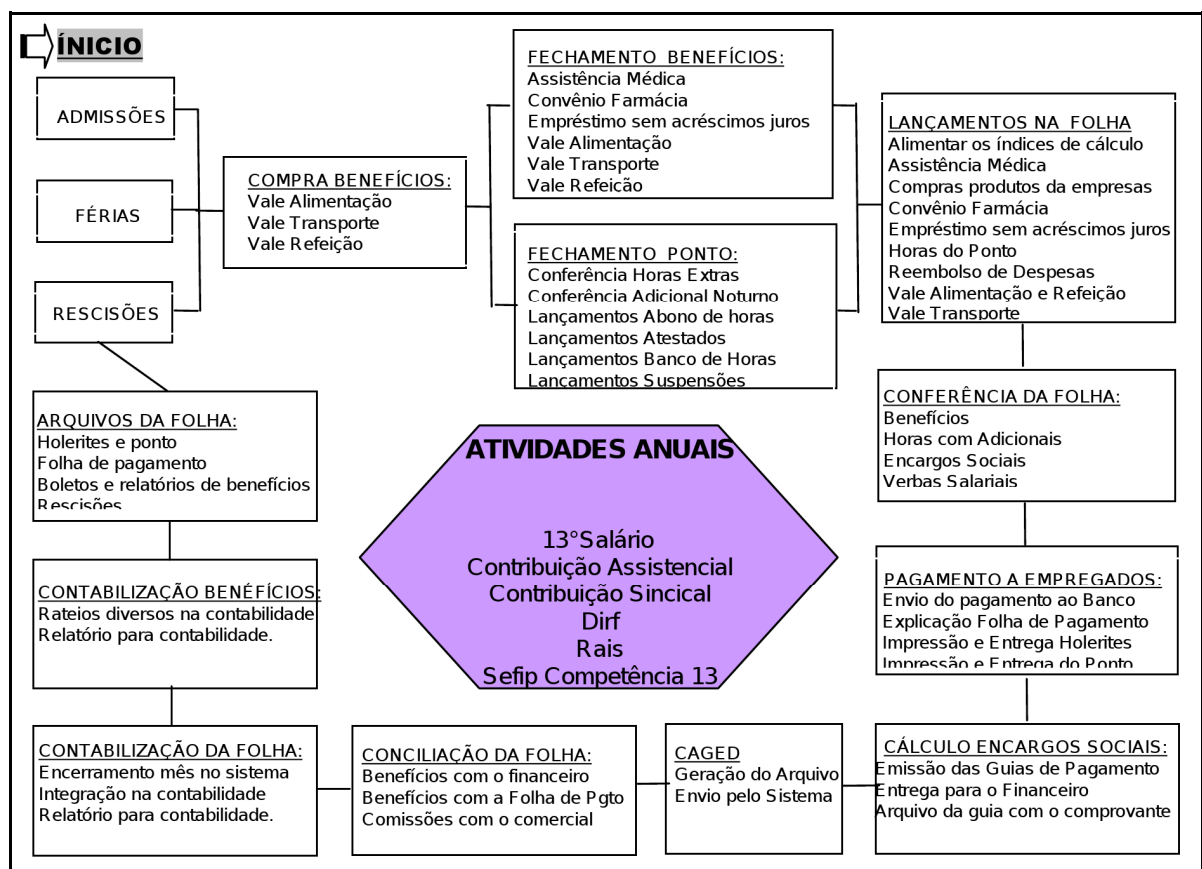 ÍNICIO
ADMISSÕES
FÉRIAS
RESCISÕES
COMPRA BENEFÍCIOS:
Vale Alimentação
Vale Transporte
Vale Refeição
FECHAMENTO BENEFÍCIOS:
Assistência Médica
Convênio Farmácia
Empréstimo sem acréscimos juros
Vale Alimentação
Vale Transporte
Vale Refeicão
FECHAMENTO PONTO:
Conferência Horas Extras
Conferência Adicional Noturno
Lançamentos Abono de horas
Lançamentos Atestados
Lançamentos Banco de Horas
Lançamentos Suspensões
LANÇAMENTOS NA FOLHA
Alimentar os índices de cálculo
Assistência Médica
Compras produtos da empresas
Convênio Farmácia
Empréstimo sem acréscimos juros
Horas do Ponto
Reembolso de Despesas
Vale Alimentação e Refeição
Vale Transporte
CONFERÊNCIA DA FOLHA:
Benefícios
Horas com Adicionais
Encargos Sociais
Verbas Salariais
PAGAMENTO A EMPREGADOS:
Envio do pagamento ao Banco
Explicação Folha de Pagamento
Impressão e Entrega Holerites
Impressão e Entrega do Ponto
CÁLCULO ENCARGOS SOCIAIS:
Emissão das Guias de Pagamento
Entrega para o Financeiro
Arquivo da guia com o comprovante
CAGED
Geração do Arquivo
Envio pelo Sistema
CONCILIAÇÃO DA FOLHA:
Benefícios com o financeiro
Benefícios com a Folha de Pgto
Comissões com o comercial
CONTABILIZAÇÃO DA FOLHA:
Encerramento mês no sistema
Integração na contabilidade
Relatório para contabilidade.
CONTABILIZAÇÃO BENÉFÍCIOS:
Rateios diversos na contabilidade
Relatório para contabilidade.
ARQUIVOS DA FOLHA:
Holerites e ponto
Folha de pagamento
Boletos e relatórios de benefícios
Rescisões
ATIVIDADES ANUAIS
13°Salário
Contribuição Assistencial
Contribuição Sincical
Dirf
Rais
Sefip Competência 13